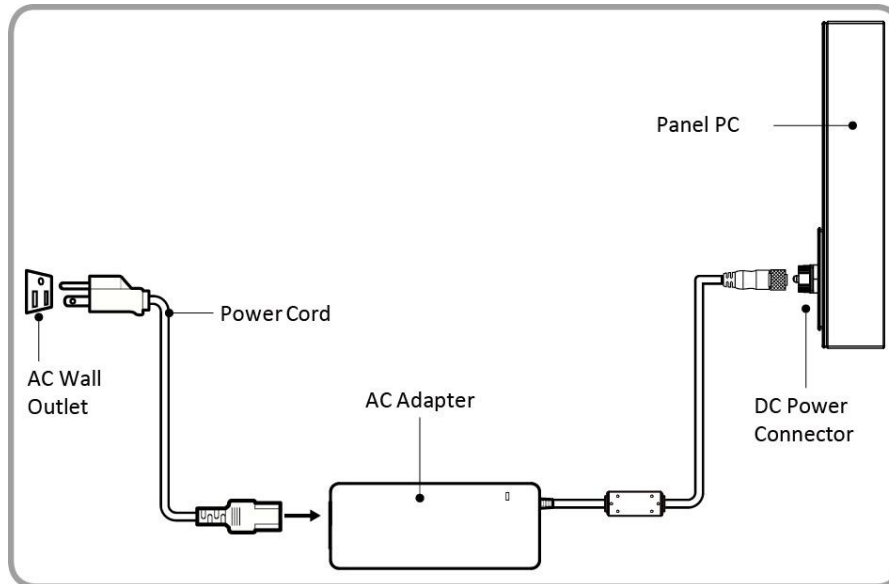 Panel PC
Power Cord
AC Wall
Outlet
AC Adapter
DC Power
Connector